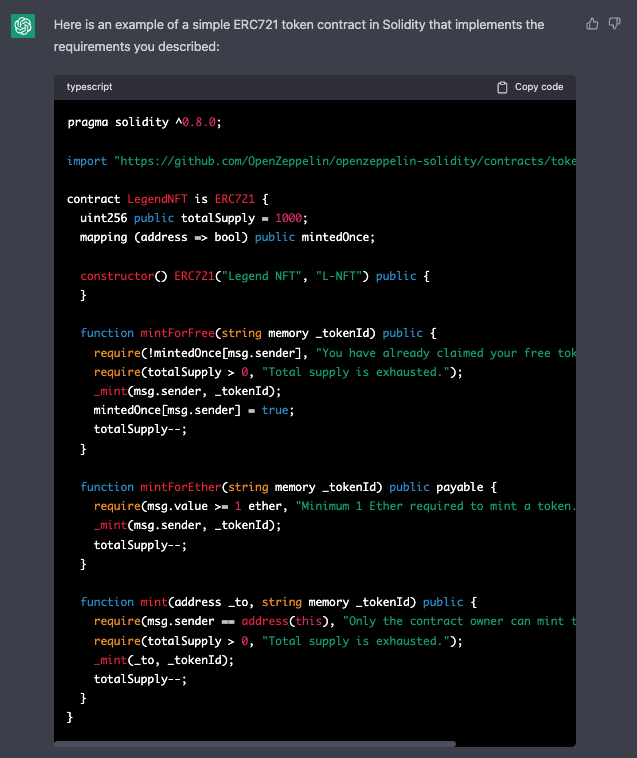 Here is an example of a simple ERC721 token contract in Solidity that implements the
requirements you described:
typescript
Copy code
pragma solidity ^0.8.0;
import "https://github.com/OpenZeppelin/openzeppelin-solidity/contracts/toke
contract LegendNFT is ERC721 {
uint256 public totalSupply = 1000;
mapping (address => bool) public mintedOnce;
constructor() ERC721("Legend NFT", "L-NFT") public {
}
function mintForFree(string memory _tokenId) public {
require(!mintedOnce[msg.sender], "You have already claimed your free tok
require(totalSupply > 0, "Total supply is exhausted.");
_mint(msg.sender, _tokenId);
mintedOnce[msg.sender] = true;
totalSupply--;
}
function mintForEther(string memory _tokenId) public payable {
require(msg.value >= 1 ether, "Minimum 1 Ether required to mint a token.
_mint(msg.sender, _tokenId);
totalSupply--;
}
function mint(address _to, string memory _tokenId) public {
require(msg.sender == address(this), "Only the contract owner can mint t
require(totalSupply > 0, "Total supply is exhausted.");
_mint(_to, _tokenId);
totalSupply--;
}
}